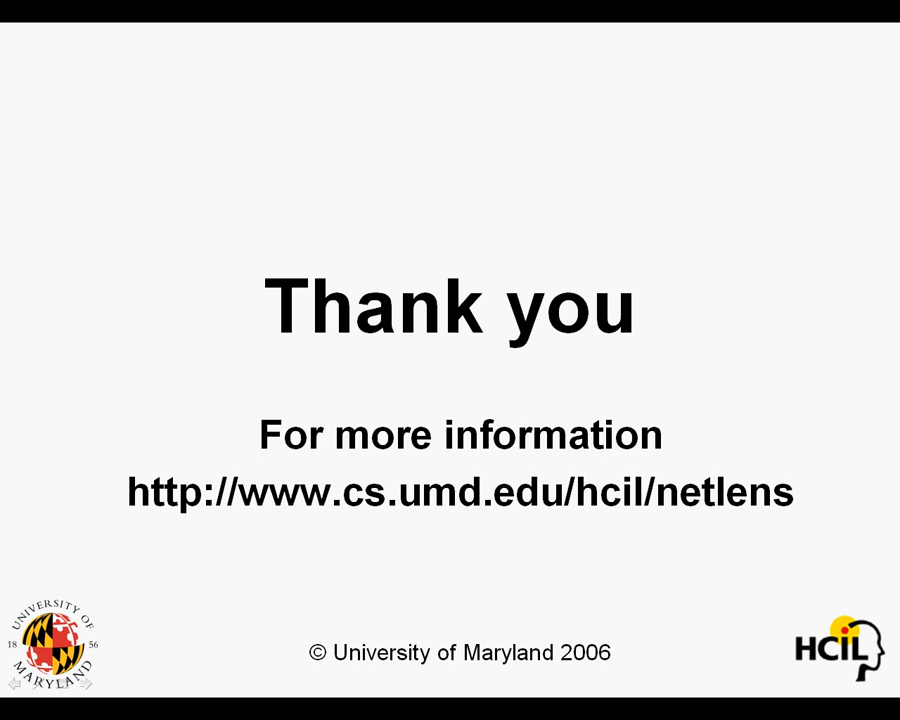 Thank you
For more information
http://www.cs.umd.edu/hcil/netlens
UNIVERSITY OF
18 56
MARYLAND
© University of Maryland 2006
HCIL